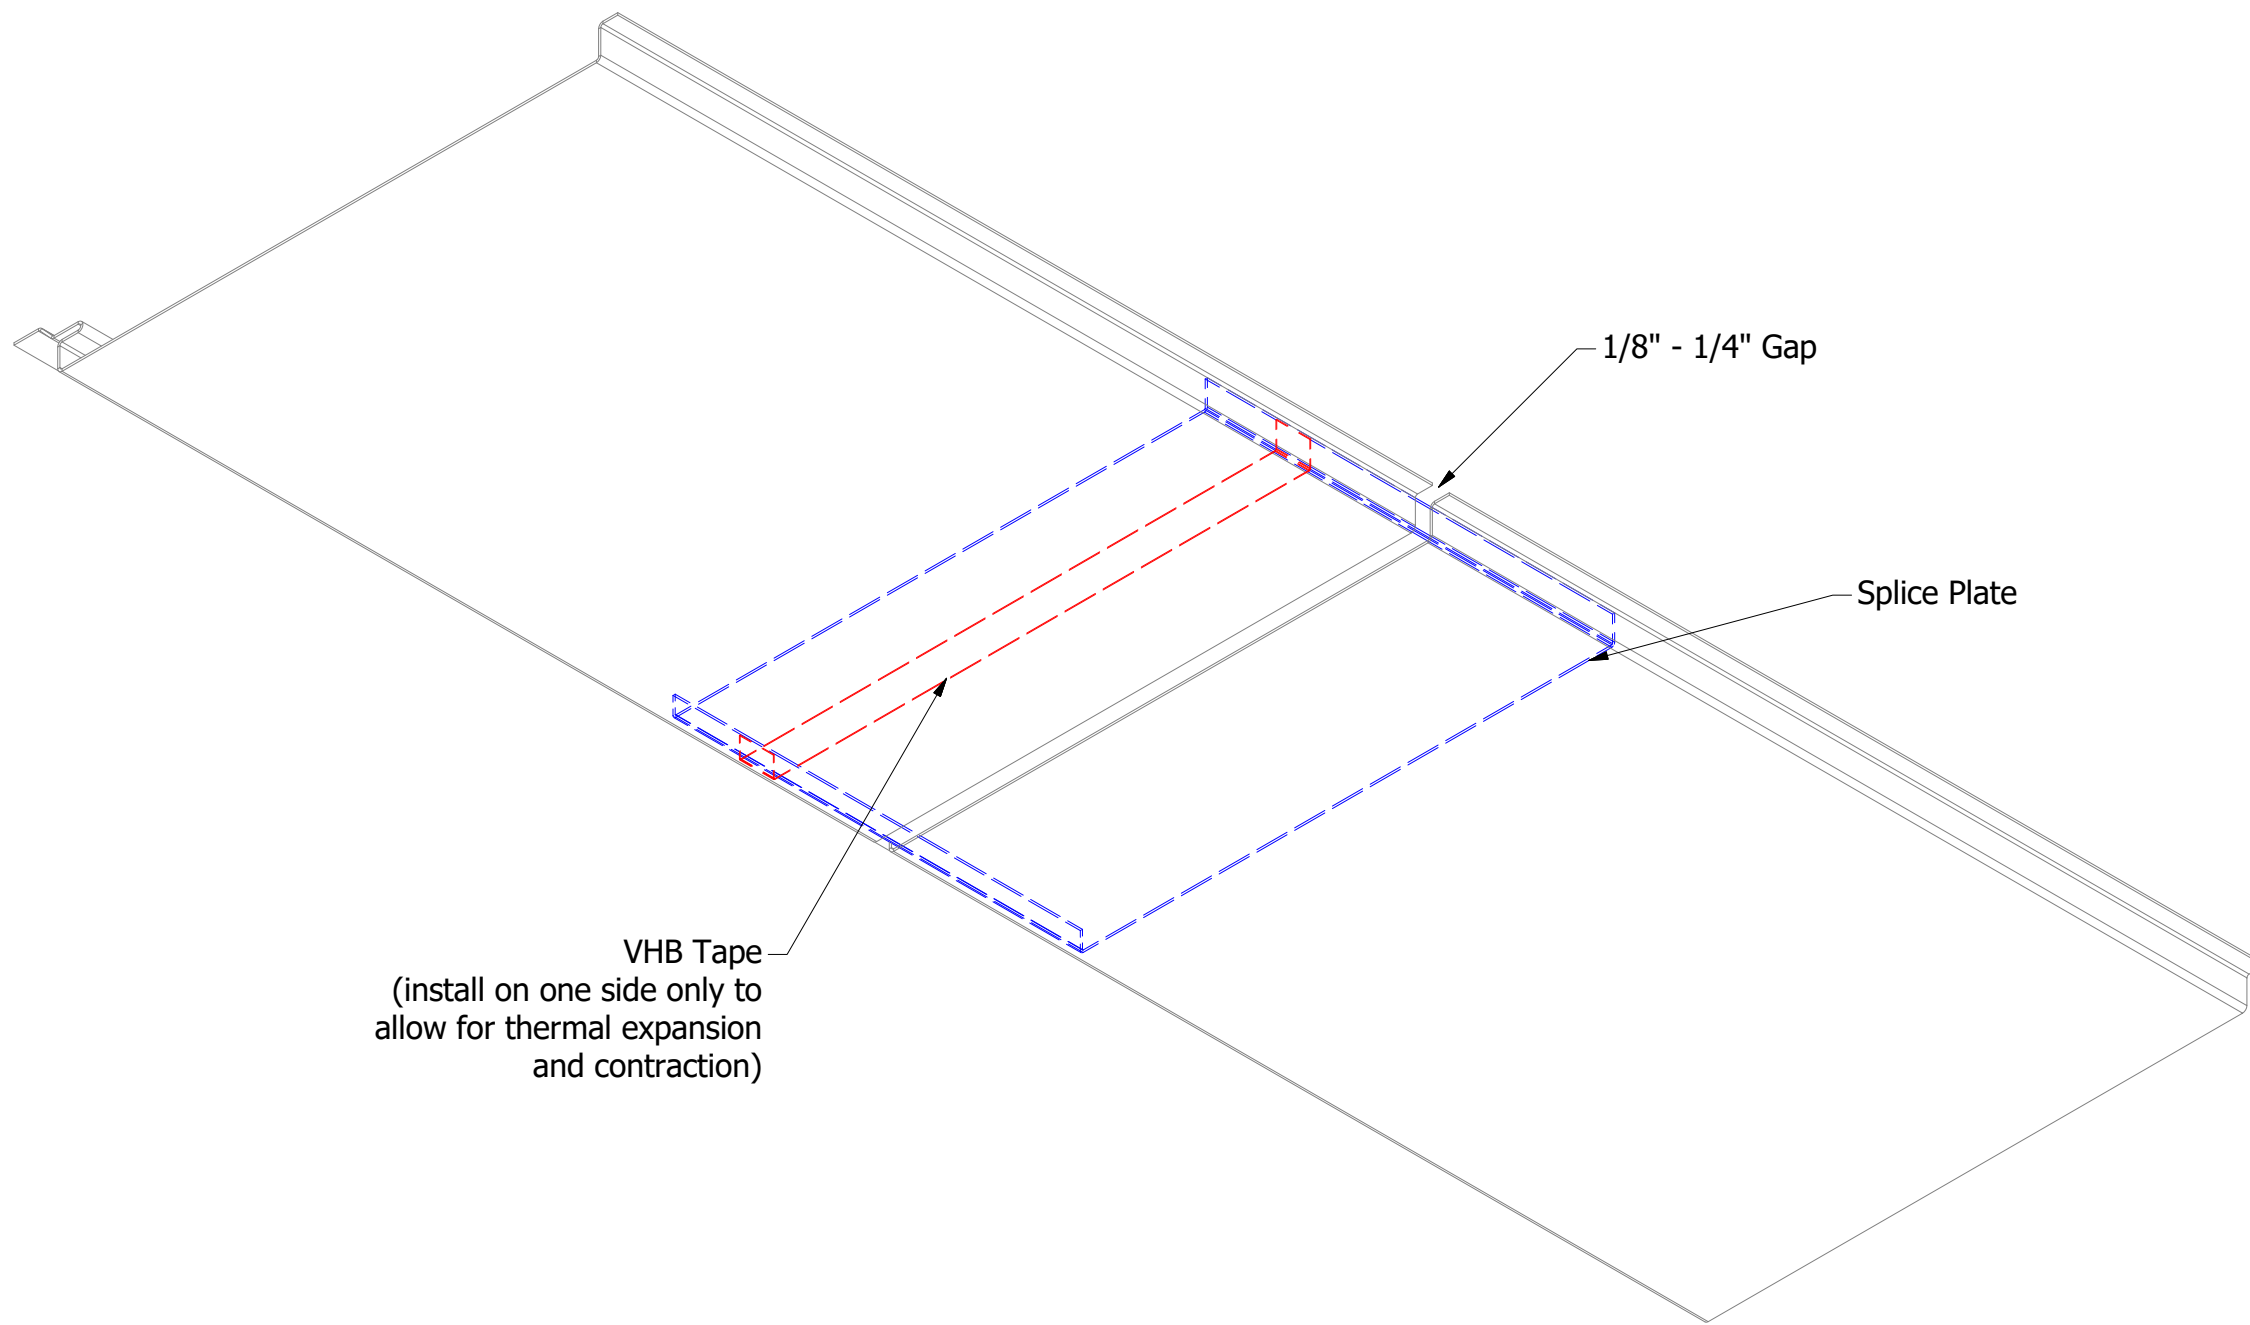 1/8" - 1/4" Gap
Splice Plate
VHB Tape
(install on one side only to
allow for thermal expansion
and contraction)